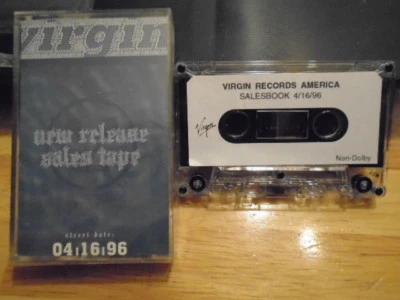 virgin
new release
sales tape
street date:
04|16|96
VIRGIN RECORDS AMERICA
SALESBOOK 4/16/96
Virgin
Non-Dolby